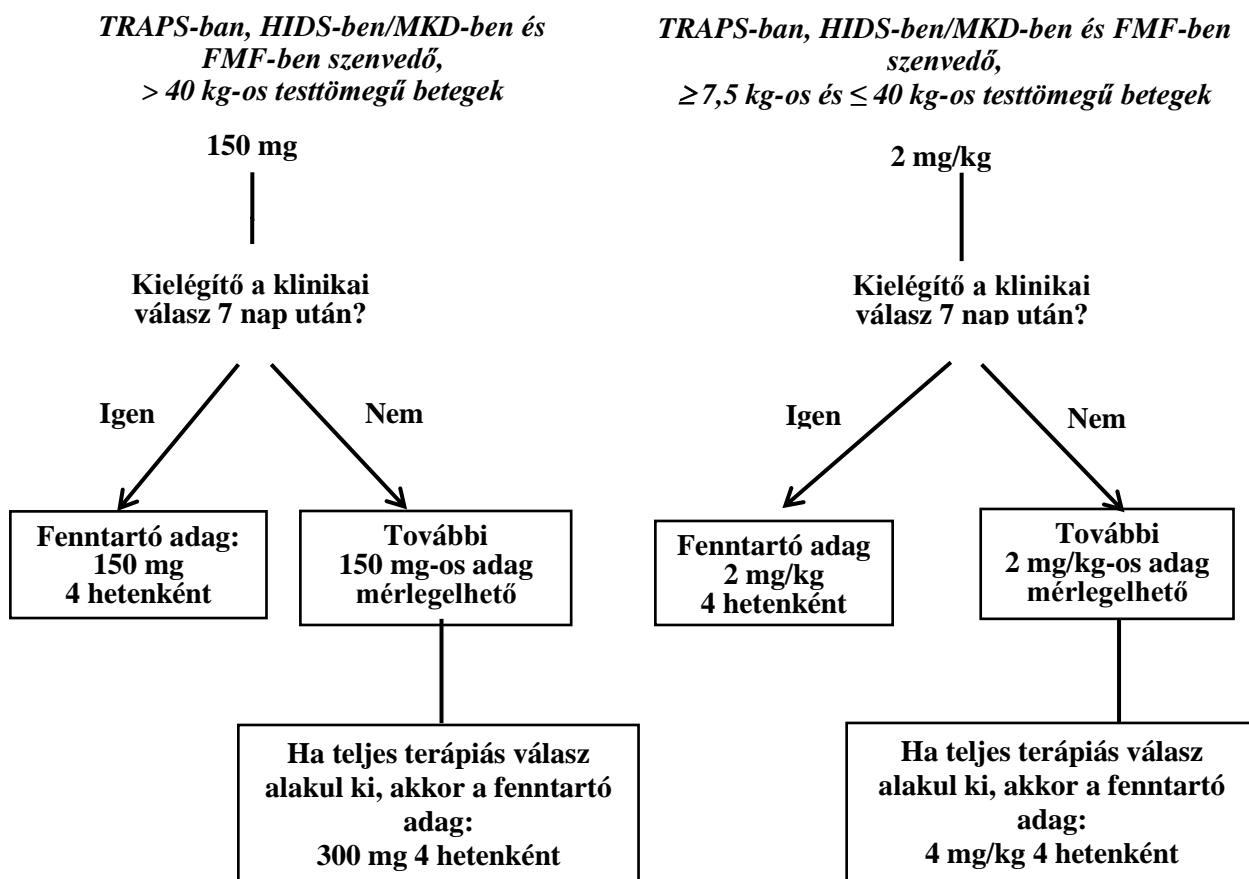 TRAPS-ban, HIDS-ben/MKD-ben és
FMF-ben szenvedő,
> 40 kg-os testtömegű betegek
150 mg
Kielégítő a klinikai
válasz 7 nap után?
Igen
Nem
Fenntartó adag:
150 mg
4 hetenként
További
150 mg-os adag
mérlegelhető
Ha teljes terápiás válasz
alakul ki, akkor a fenntartó
adag:
300 mg 4 hetenként
TRAPS-ban, HIDS-ben/MKD-ben és FMF-ben
szenvedő,
≥ 7,5 kg-os és ≤ 40 kg-os testtömegű betegek
2 mg/kg
Kielégítő a klinikai
válasz 7 nap után?
Igen
Nem
Fenntartó adag
2 mg/kg
4 hetenként
További
2 mg/kg-os adag
mérlegelhető
Ha teljes terápiás válasz
alakul ki, akkor a fenntartó
adag:
4 mg/kg 4 hetenként